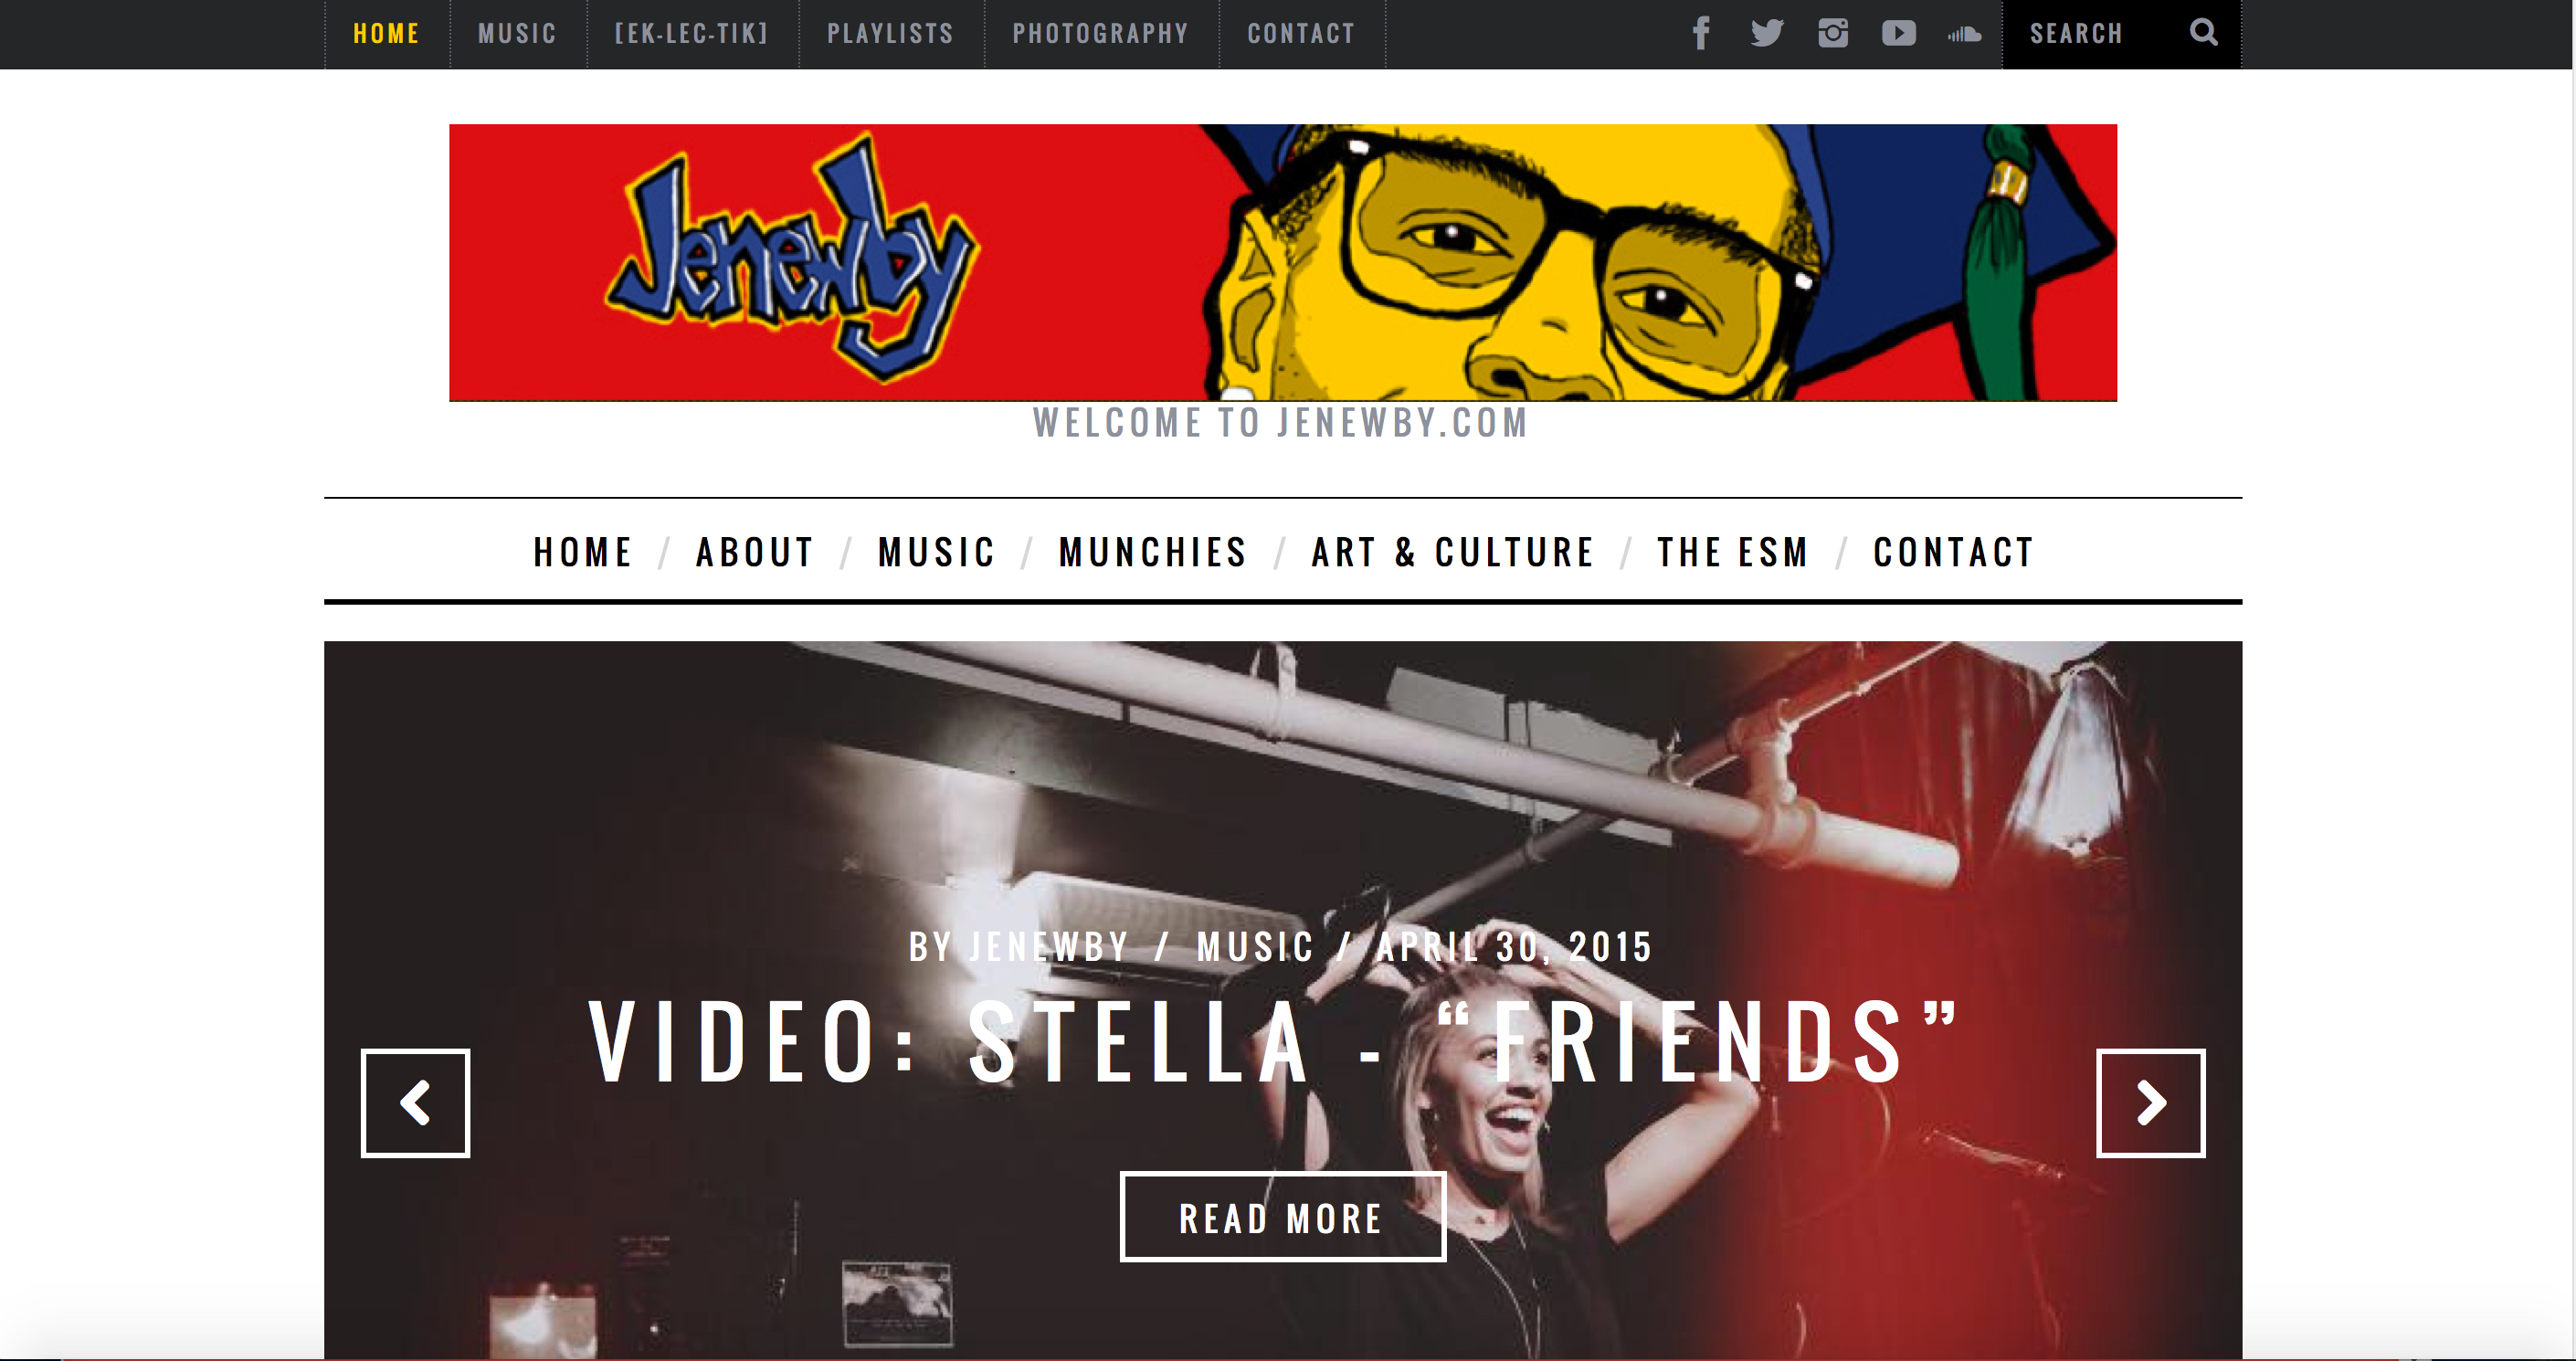 HOME MUSIC [EK-LEC-TIK] PLAYLISTS PHOTOGRAPHY CONTACT SEARCH
Jenewby
WELCOME TO JENEWBY.COM
HOME / ABOUT / MUSIC / MUNCHIES / ART & CULTURE / THE ESM / CONTACT
BY JENEWBY / MUSIC / APRIL 30, 2015
VIDEO: STELLA - “FRIENDS”
READ MORE